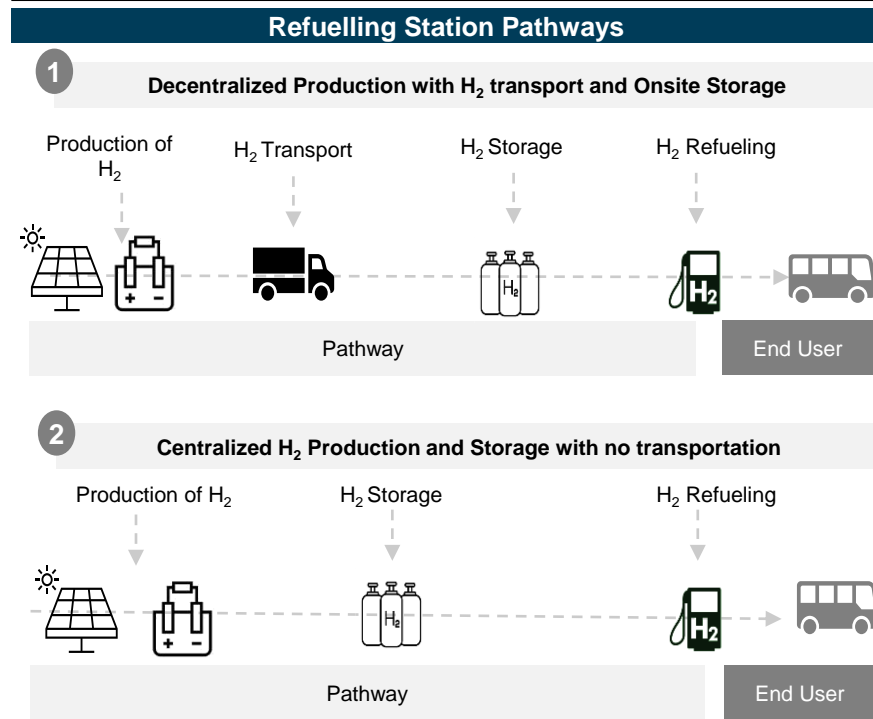 Refuelling Station Pathways
1
Decentralized Production with H₂ transport and Onsite Storage
Production of
H₂
H₂ Transport
H₂ Storage
H₂ Refueling
+ −
H₂
H₂
Pathway
End User
2
Centralized H₂ Production and Storage with no transportation
Production of H₂
H₂ Storage
H₂ Refueling
+ −
H₂
H₂
Pathway
End User